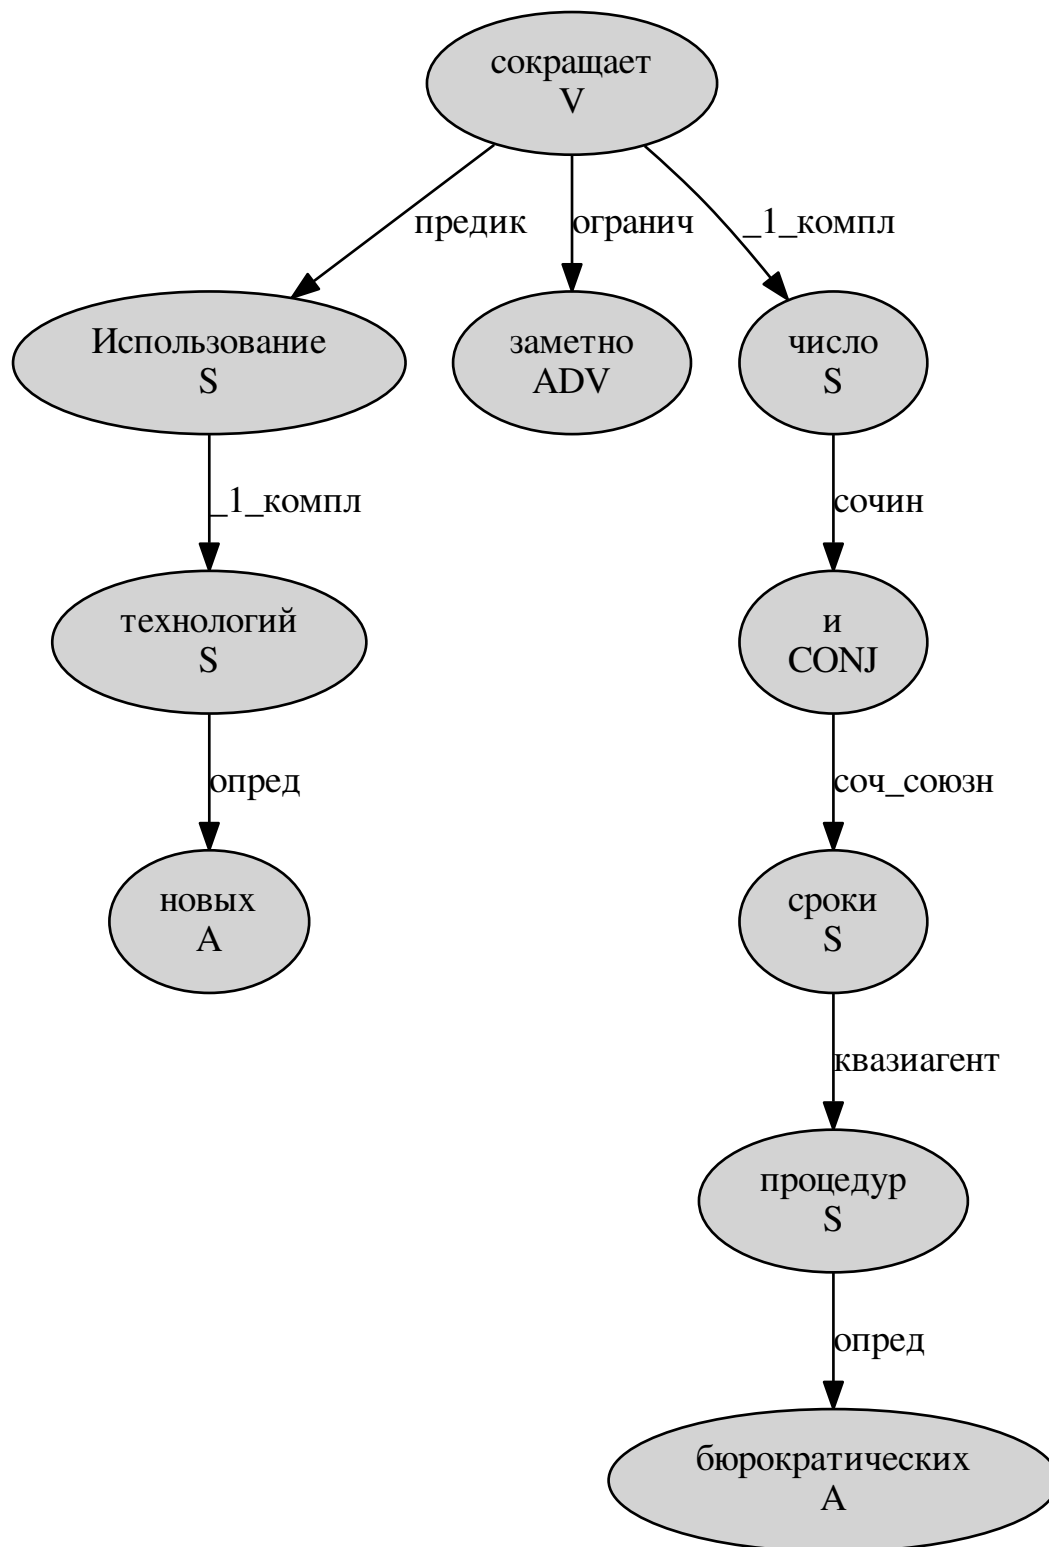 сокращает
V
предик
огранич
_1_компл
Использование
S
заметно
ADV
число
S
_1_компл
сочин
технологий
S
и
CONJ
опред
соч_союзн
новых
A
сроки
S
квазиагент
процедур
S
опред
бюрократических
A